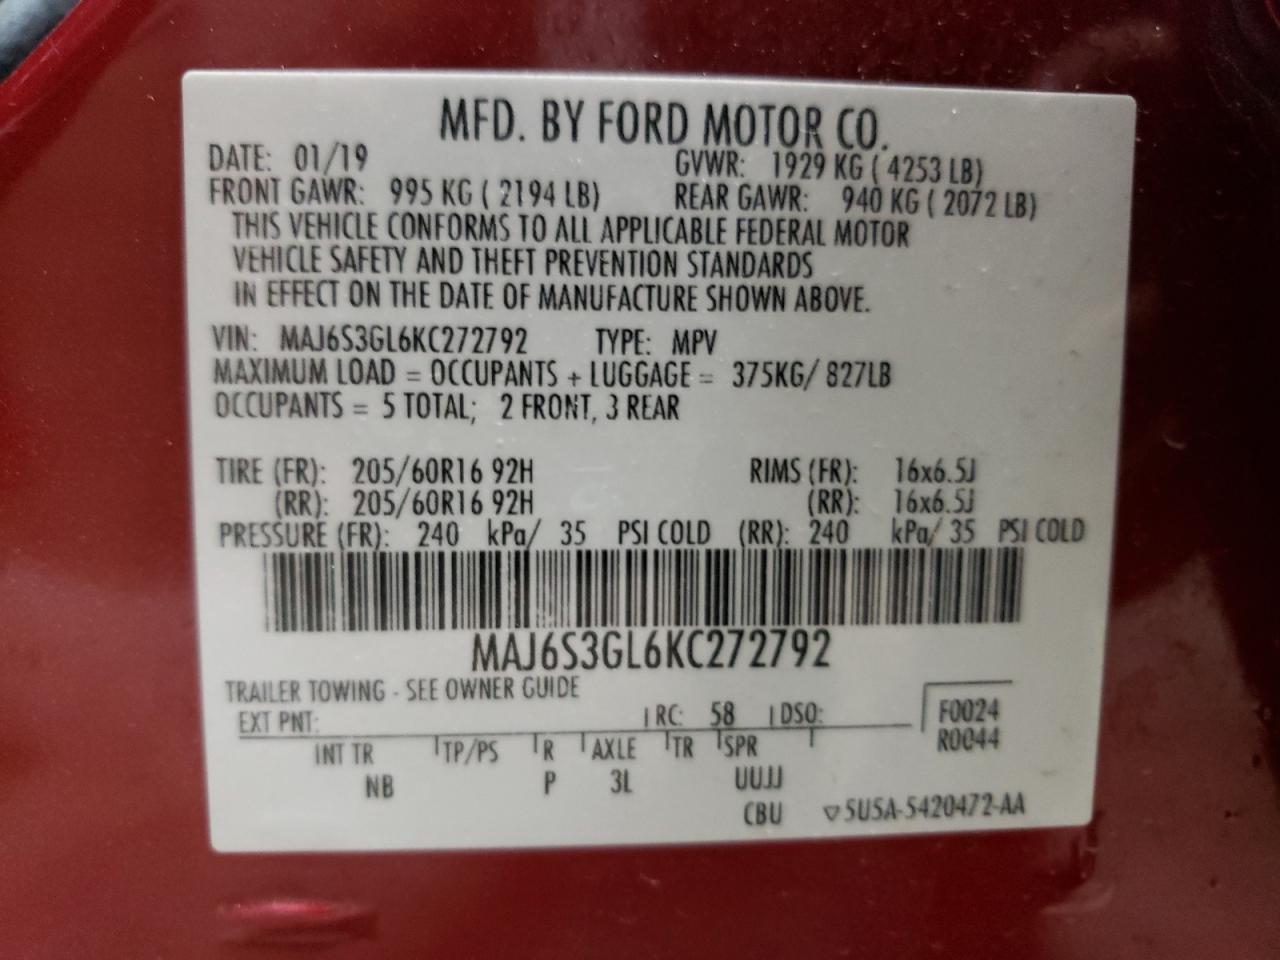 MFD. BY FORD MOTOR CO.
DATE: 01/19 GVWR: 1929 KG ( 4253 LB)
FRONT GAWR: 995 KG ( 2194 LB) REAR GAWR: 940 KG ( 2072 LB)
THIS VEHICLE CONFORMS TO ALL APPLICABLE FEDERAL MOTOR
VEHICLE SAFETY AND THEFT PREVENTION STANDARDS
IN EFFECT ON THE DATE OF MANUFACTURE SHOWN ABOVE.
VIN: MAJ6S3GL6KC272792 TYPE: MPV
MAXIMUM LOAD = OCCUPANTS + LUGGAGE = 375KG/ 827LB
OCCUPANTS = 5 TOTAL; 2 FRONT, 3 REAR
TIRE (FR): 205/60R16 92H RIMS (FR): 16x6.5J
(RR): 205/60R16 92H (RR): 16x6.5J
PRESSURE (FR): 240 kPa/ 35 PSI COLD (RR): 240 kPa/ 35 PSI COLD
MAJ6S3GL6KC272792
TRAILER TOWING - SEE OWNER GUIDE
EXT PNT: RC: 58 DSO: F0024
R0044
INT TR TP/PS R AXLE TR SPR
NB P 3L UUJJ
CBU ▽5U5A-5420472-AA